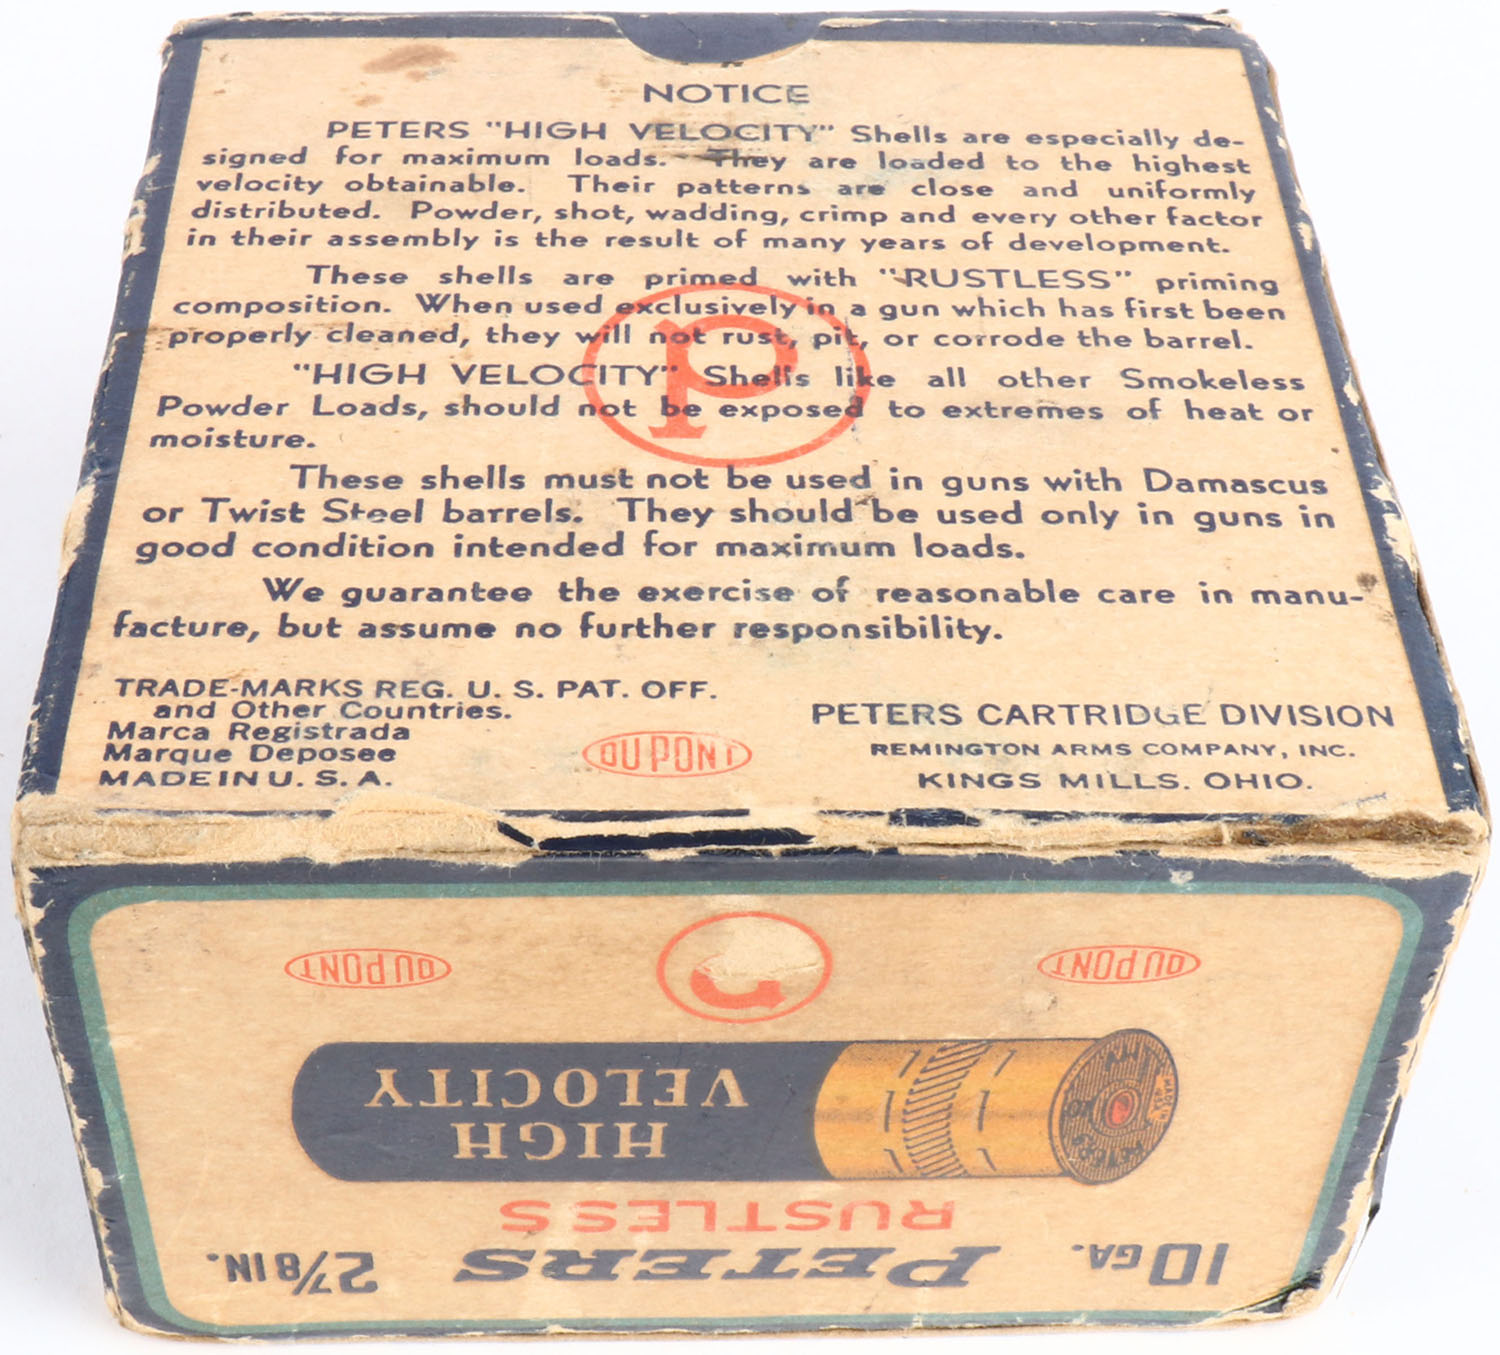 NOTICE
PETERS "HIGH VELOCITY" Shells are especially de-
signed for maximum loads. They are loaded to the highest
velocity obtainable. Their patterns are close and uniformly
distributed. Powder, shot, wadding, crimp and every other factor
in their assembly is the result of many years of development.
These shells are primed with "RUSTLESS" priming
composition. When used exclusively in a gun which has first been
properly cleaned, they will not rust, pit, or corrode the barrel.
"HIGH VELOCITY" Shells like all other Smokeless
Powder Loads, should not be exposed to extremes of heat or
moisture.
These shells must not be used in guns with Damascus
or Twist Steel barrels. They should be used only in guns in
good condition intended for maximum loads.
We guarantee the exercise of reasonable care in manu-
facture, but assume no further responsibility.
P
TRADE-MARKS REG. U. S. PAT. OFF.
and Other Countries.
Marca Registrada
Marque Deposee
MADE IN U. S. A.
DU PONT
PETERS CARTRIDGE DIVISION
REMINGTON ARMS COMPANY, INC.
KINGS MILLS. OHIO.
10 GA. PETERS 2 7/8 IN.
RUSTLESS
HIGH
VELOCITY
PETERS
HV
No
10
MADE IN
USA
DU PONT
DU PONT